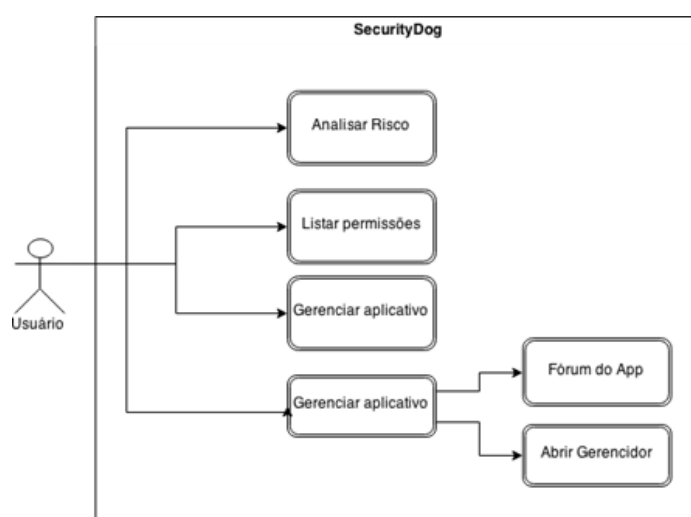 SecurityDog
Analisar Risco
Listar permissões
Usuário
Gerenciar aplicativo
Gerenciar aplicativo
Fórum do App
Abrir Gerencidor